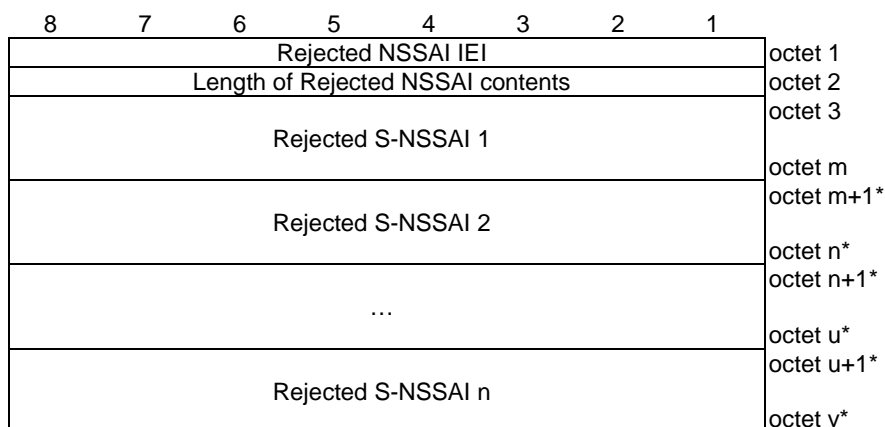 8 7 6 5 4 3 2 1
Rejected NSSAI IEI octet 1
Length of Rejected NSSAI contents octet 2
octet 3
Rejected S-NSSAI 1
octet m
octet m+1*
Rejected S-NSSAI 2
octet n*
octet n+1*
…
octet u*
octet u+1*
Rejected S-NSSAI n
octet v*